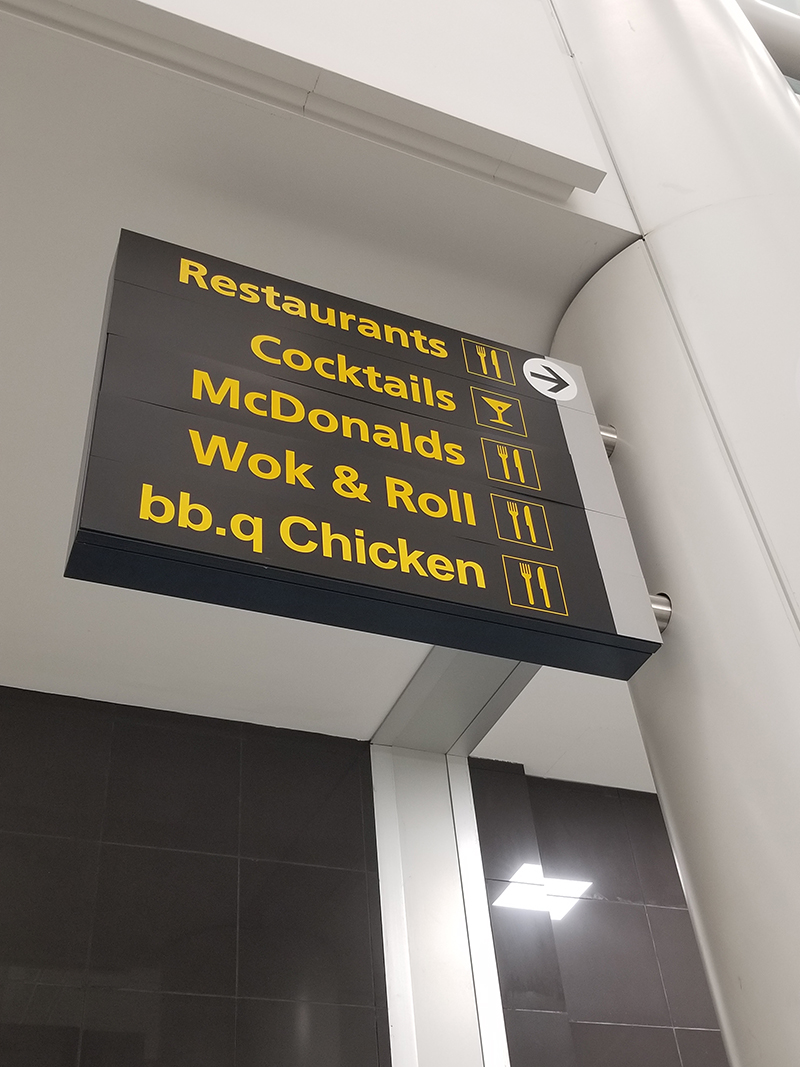 Restaurants
Cocktails
McDonalds
Wok & Roll
bb.q Chicken